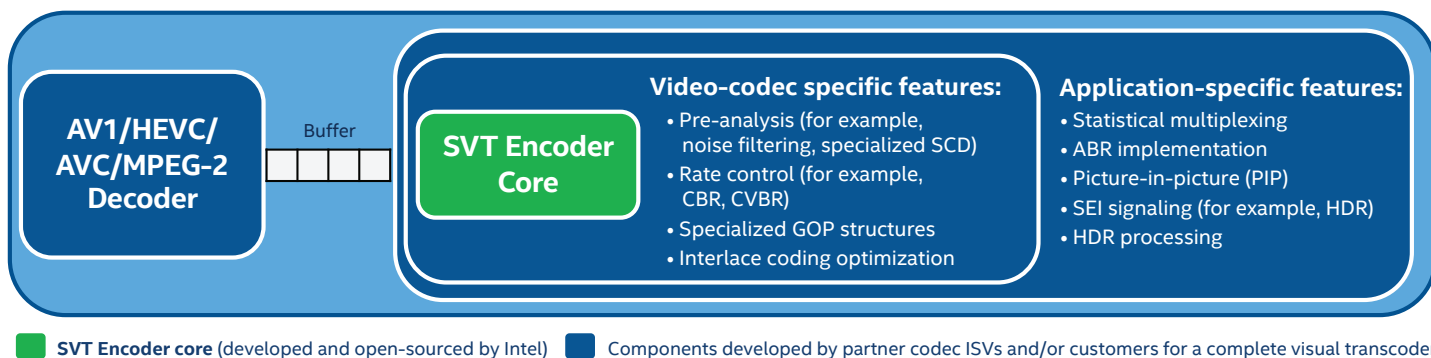 AV1/HEVC/
AVC/MPEG-2
Decoder
Buffer
SVT Encoder
Core
Video-codec specific features:
• Pre-analysis (for example,
noise filtering, specialized SCD)
• Rate control (for example,
CBR, CVBR)
• Specialized GOP structures
• Interlace coding optimization
Application-specific features:
• Statistical multiplexing
• ABR implementation
• Picture-in-picture (PIP)
• SEI signaling (for example, HDR)
• HDR processing
SVT Encoder core (developed and open-sourced by Intel)
Components developed by partner codec ISVs and/or customers for a complete visual transcode